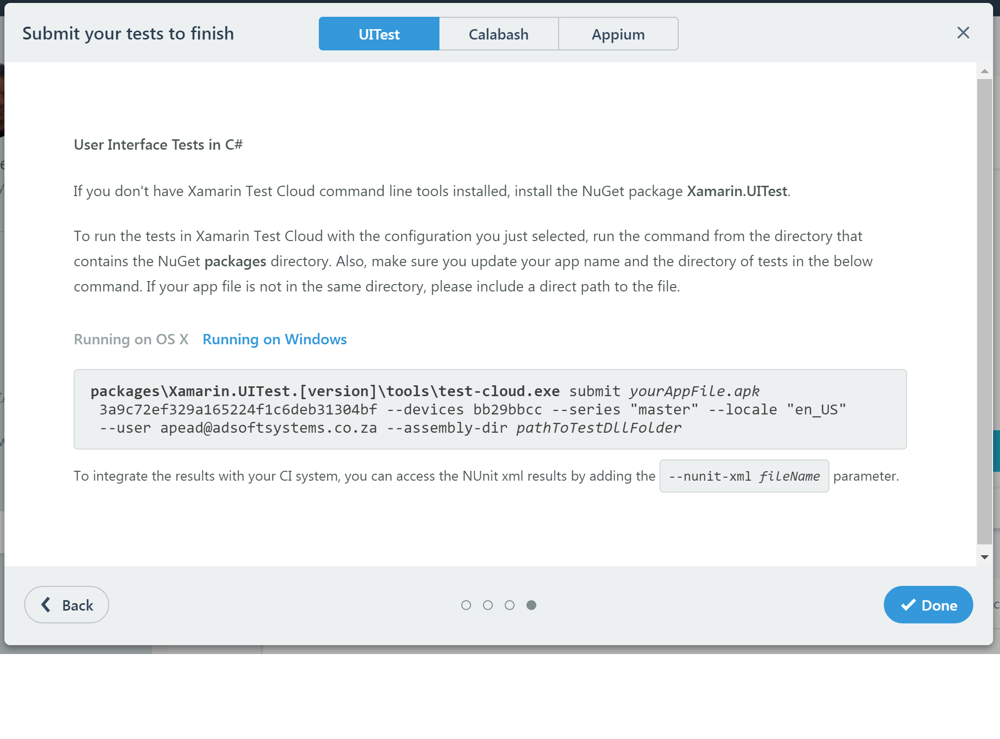 Submit your tests to finish
UITest
Calabash
Appium
User Interface Tests in C#
If you don't have Xamarin Test Cloud command line tools installed, install the NuGet package Xamarin.UITest.
To run the tests in Xamarin Test Cloud with the configuration you just selected, run the command from the directory that
contains the NuGet packages directory. Also, make sure you update your app name and the directory of tests in the below
command. If your app file is not in the same directory, please include a direct path to the file.
Running on OS X Running on Windows
packages\Xamarin.UITest.[version]\tools\test-cloud.exe submit yourAppFile.apk
3a9c72ef329a165224f1c6deb31304bf --devices bb29bbcc --series "master" --locale "en_US"
--user apead@adsoftsystems.co.za --assembly-dir pathToTestDllFolder
To integrate the results with your CI system, you can access the NUnit xml results by adding the --nunit-xml fileName parameter.
Back
Done